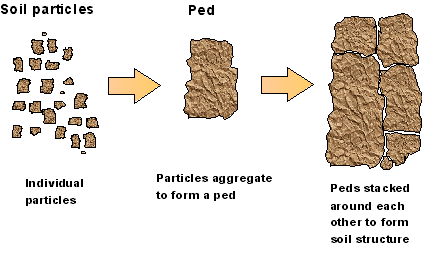 Soil particles
Ped
Individual
particles
Particles aggregate
to form a ped
Peds stacked
around each
other to form
soil structure